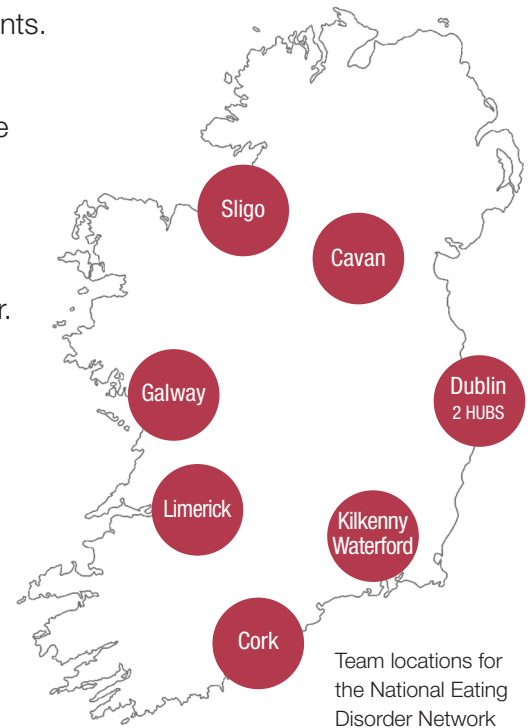 nts.
e
r.
Sligo
Cavan
Galway
Dublin
2 HUBS
Limerick
Kilkenny
Waterford
Cork
Team locations for
the National Eating
Disorder Network